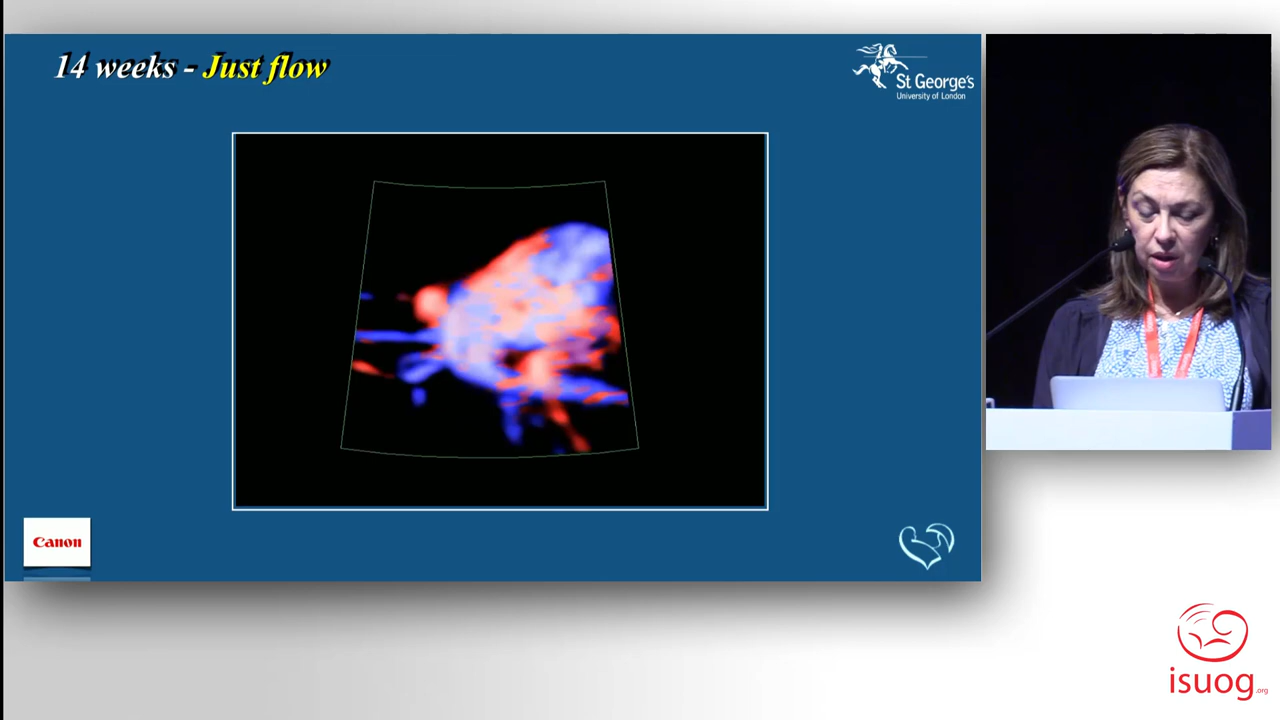 14 weeks - Just flow
St George's
University of London
Canon
isuog.org